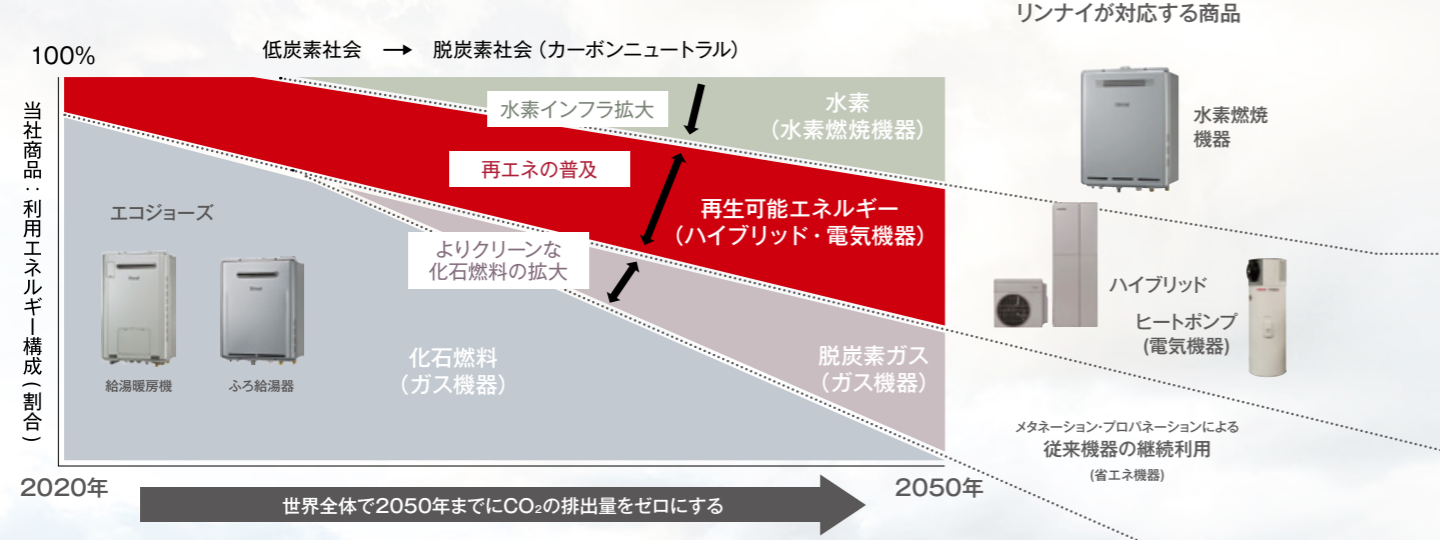 リンナイが対応する商品
100%
低炭素社会 → 脱炭素社会（カーボンニュートラル）
当社商品：利用エネルギー構成（割合）
水素インフラ拡大
水素
（水素燃焼機器）
水素燃焼
機器
再エネの普及
再生可能エネルギー
（ハイブリッド・電気機器）
エコジョーズ
よりクリーンな
化石燃料の拡大
ハイブリッド
ヒートポンプ
(電気機器)
給湯暖房機
ふろ給湯器
化石燃料
（ガス機器）
脱炭素ガス
（ガス機器）
メタネーション・プロパネーションによる
従来機器の継続利用
(省エネ機器)
2020年
2050年
世界全体で2050年までにCO₂の排出量をゼロにする